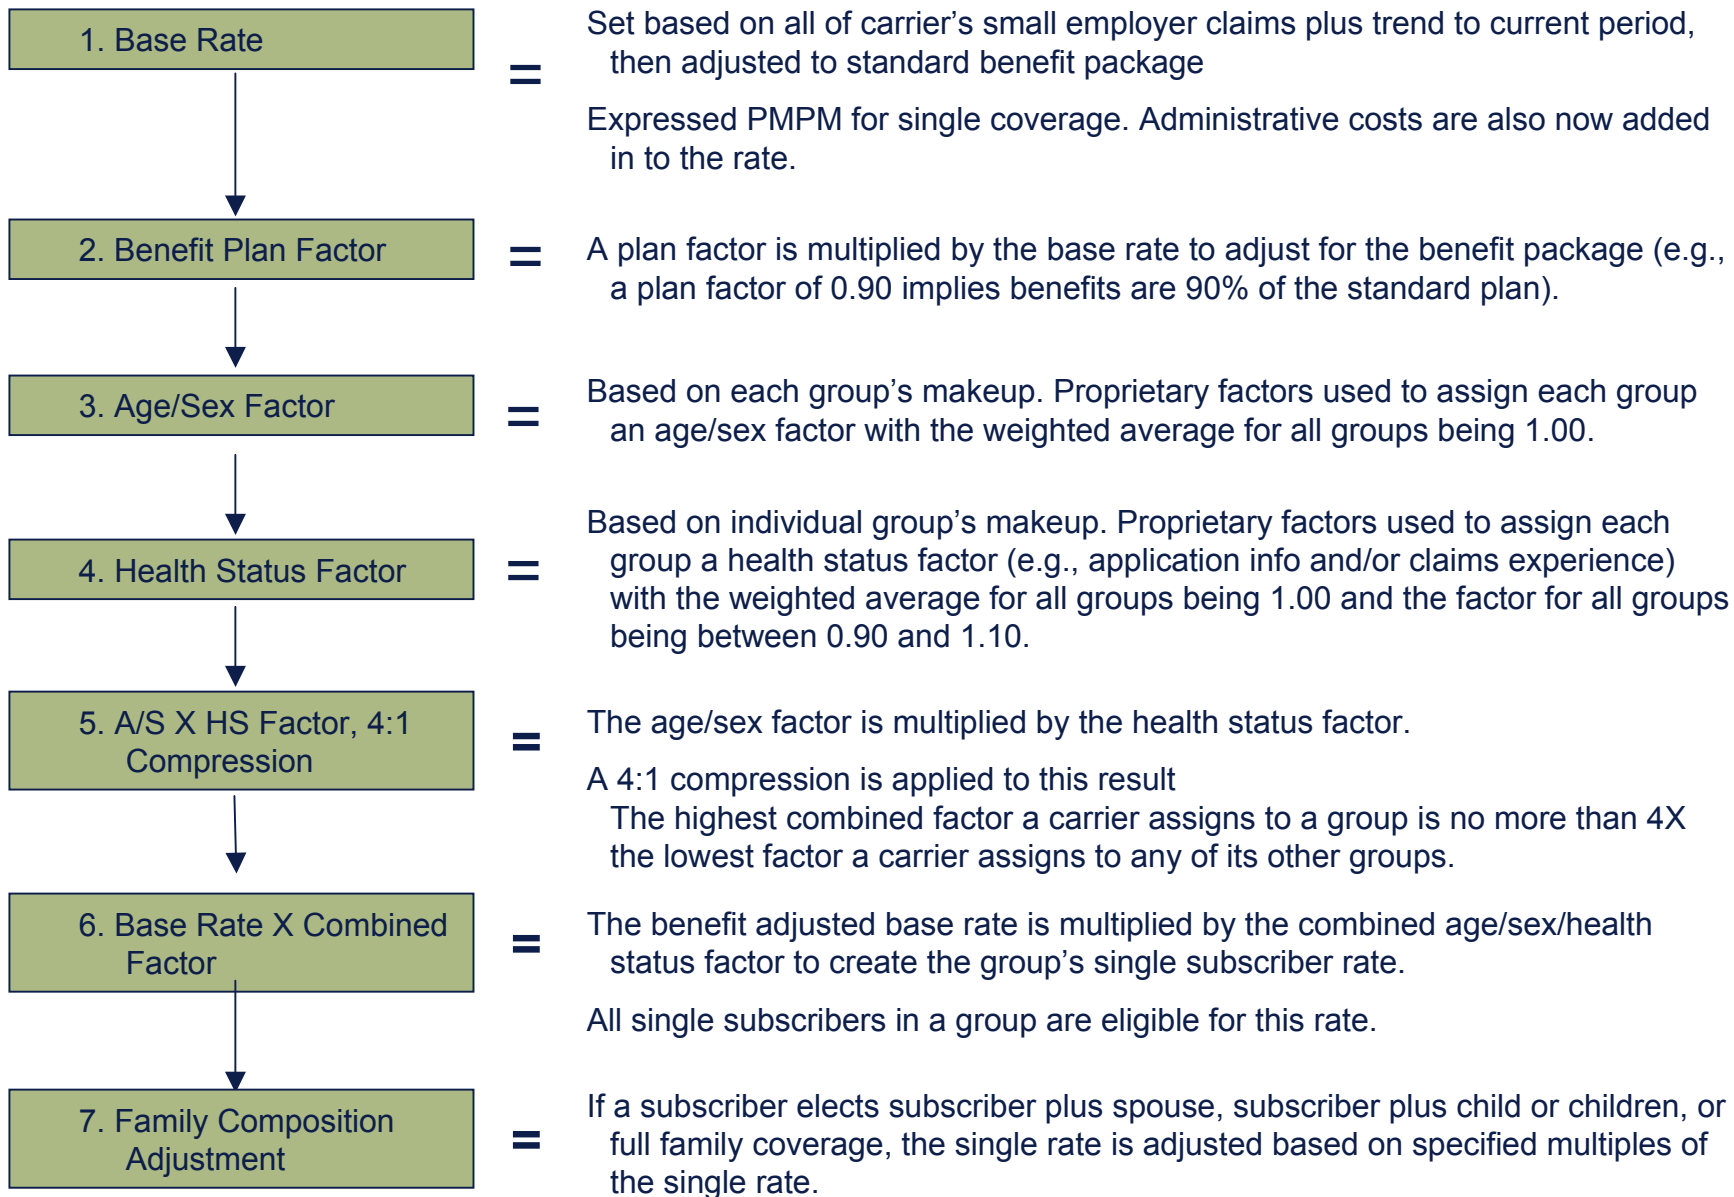 1. Base Rate
=
Set based on all of carrier’s small employer claims plus trend to current period,
then adjusted to standard benefit package
Expressed PMPM for single coverage. Administrative costs are also now added
in to the rate.
2. Benefit Plan Factor
=
A plan factor is multiplied by the base rate to adjust for the benefit package (e.g.,
a plan factor of 0.90 implies benefits are 90% of the standard plan).
3. Age/Sex Factor
=
Based on each group’s makeup. Proprietary factors used to assign each group
an age/sex factor with the weighted average for all groups being 1.00.
4. Health Status Factor
=
Based on individual group’s makeup. Proprietary factors used to assign each
group a health status factor (e.g., application info and/or claims experience)
with the weighted average for all groups being 1.00 and the factor for all groups
being between 0.90 and 1.10.
5. A/S X HS Factor, 4:1
Compression
=
The age/sex factor is multiplied by the health status factor.
A 4:1 compression is applied to this result
The highest combined factor a carrier assigns to a group is no more than 4X
the lowest factor a carrier assigns to any of its other groups.
6. Base Rate X Combined
Factor
=
The benefit adjusted base rate is multiplied by the combined age/sex/health
status factor to create the group’s single subscriber rate.
All single subscribers in a group are eligible for this rate.
7. Family Composition
Adjustment
=
If a subscriber elects subscriber plus spouse, subscriber plus child or children, or
full family coverage, the single rate is adjusted based on specified multiples of
the single rate.